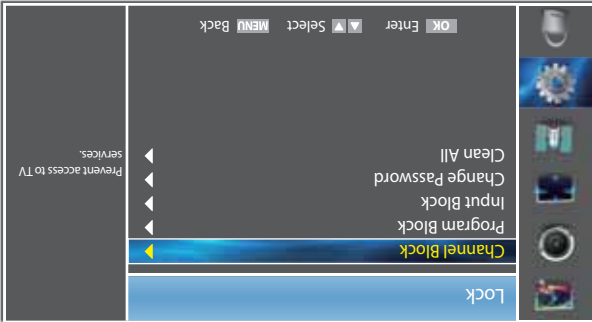 Lock
Channel Block
Program Block
Input Block
Change Password
Clean All
Prevent access to TV
services.
OK Enter ▲ ▼ Select MENU Back